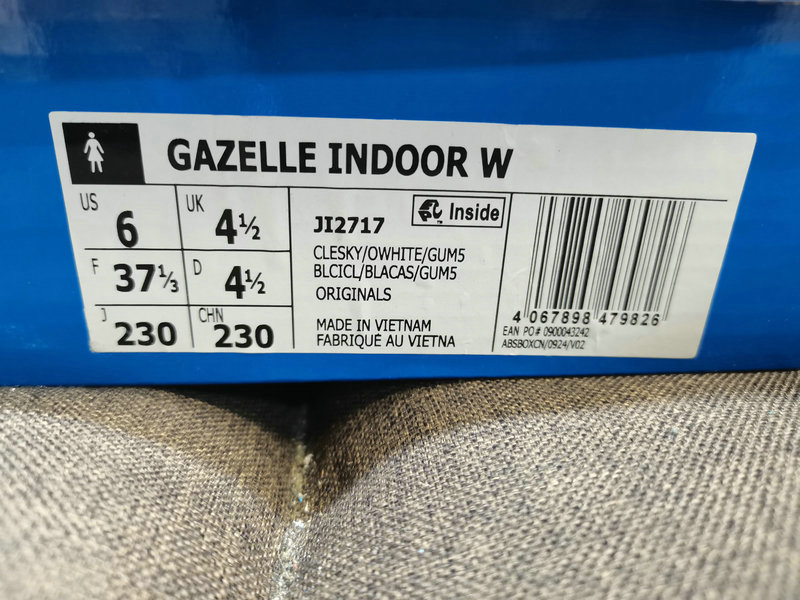 GAZELLE INDOOR W
US 6 UK 4½
F 37⅓ D 4½
J 230 CHN 230
JI2717 Inside
CLESKY/OWHITE/GUM5
BLCICL/BLACAS/GUM5
ORIGINALS
MADE IN VIETNAM
FABRIQUÉ AU VIETNA
4 067898 479826
EAN PO# 0900043242
ABSBOXCN/0924/V02